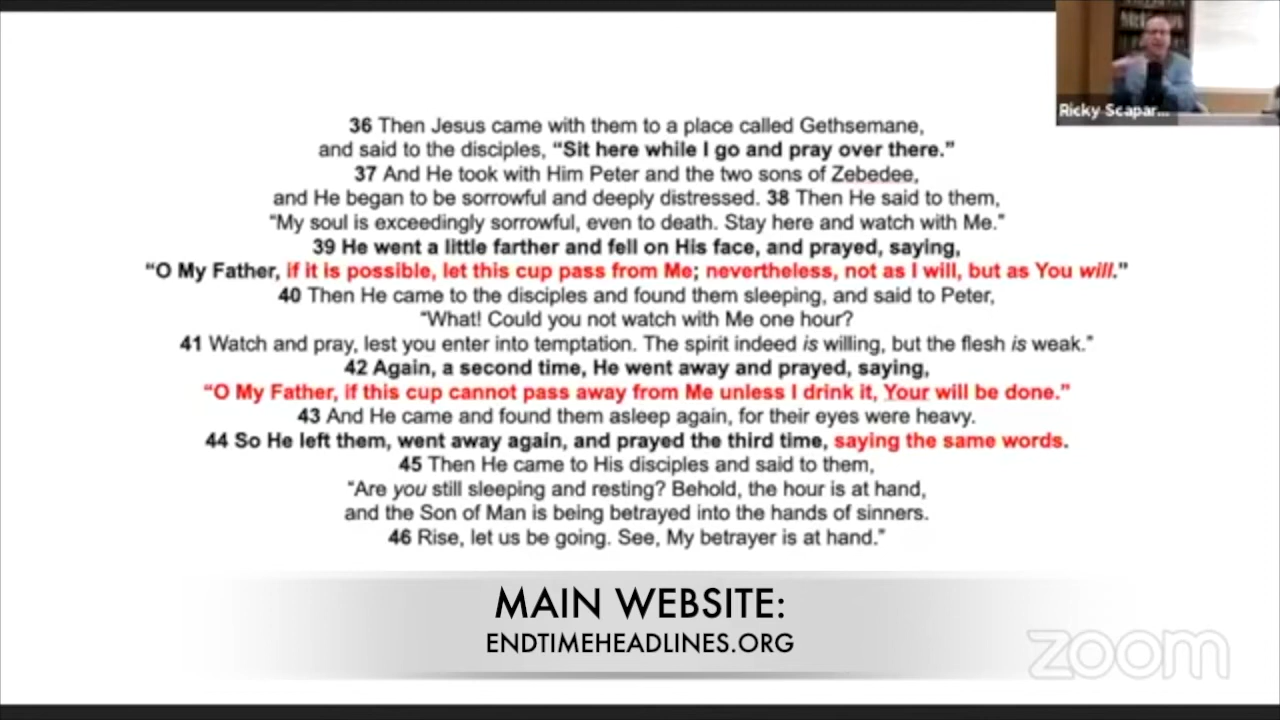 Ricky Scapar...
36 Then Jesus came with them to a place called Gethsemane,
and said to the disciples, “Sit here while I go and pray over there.”
37 And He took with Him Peter and the two sons of Zebedee,
and He began to be sorrowful and deeply distressed. 38 Then He said to them,
“My soul is exceedingly sorrowful, even to death. Stay here and watch with Me.”
39 He went a little farther and fell on His face, and prayed, saying,
“O My Father, if it is possible, let this cup pass from Me; nevertheless, not as I will, but as You will.”
40 Then He came to the disciples and found them sleeping, and said to Peter,
“What! Could you not watch with Me one hour?
41 Watch and pray, lest you enter into temptation. The spirit indeed is willing, but the flesh is weak.”
42 Again, a second time, He went away and prayed, saying,
“O My Father, if this cup cannot pass away from Me unless I drink it, Your will be done.”
43 And He came and found them asleep again, for their eyes were heavy.
44 So He left them, went away again, and prayed the third time, saying the same words.
45 Then He came to His disciples and said to them,
“Are you still sleeping and resting? Behold, the hour is at hand,
and the Son of Man is being betrayed into the hands of sinners.
46 Rise, let us be going. See, My betrayer is at hand.”
MAIN WEBSITE:
ENDTIMEHEADLINES.ORG
zoom